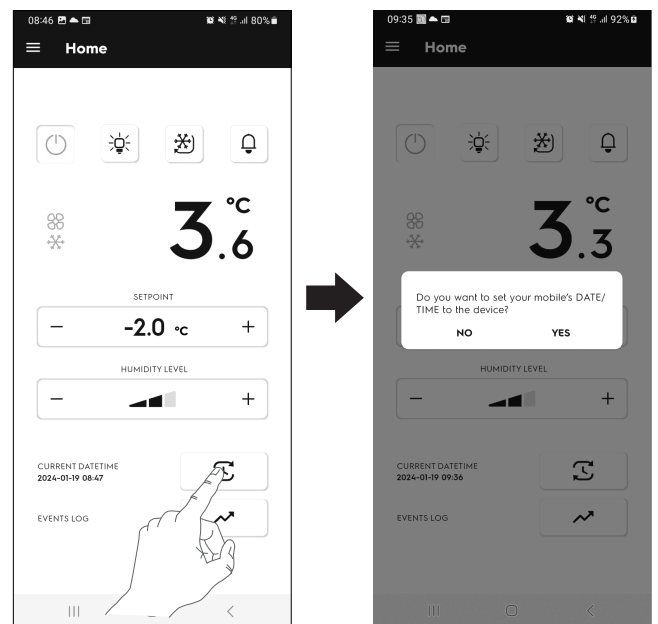 08:46 4G 80%
Home
3.6 °C
SETPOINT
− -2.0 °C +
HUMIDITY LEVEL
− +
CURRENT DATETIME
2024-01-19 08:47
EVENTS LOG
09:35 4G 92%
Home
3.3 °C
Do you want to set your mobile's DATE/
TIME to the device?
NO YES
HUMIDITY LEVEL
− +
CURRENT DATETIME
2024-01-19 09:36
EVENTS LOG